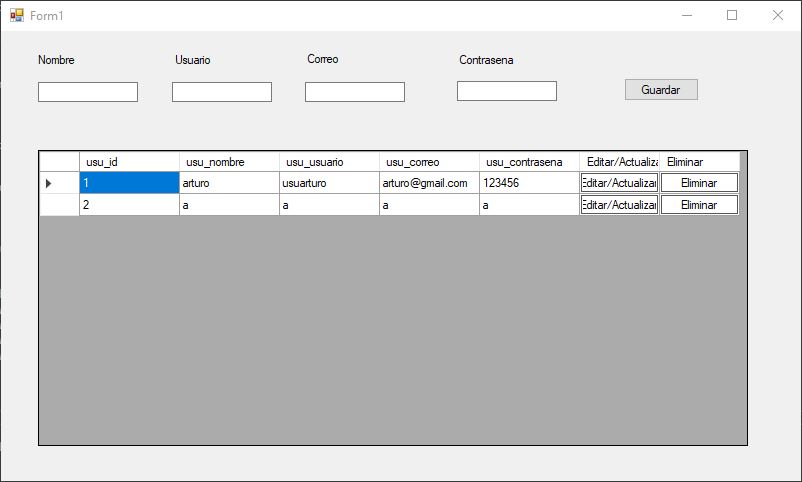 Form1
Nombre Usuario Correo Contrasena
Guardar
usu_id usu_nombre usu_usuario usu_correo usu_contrasena Editar/Actualiza Eliminar
1 arturo usuarturo arturo@gmail.com 123456 Editar/Actualizar Eliminar
2 a a a a Editar/Actualizar Eliminar